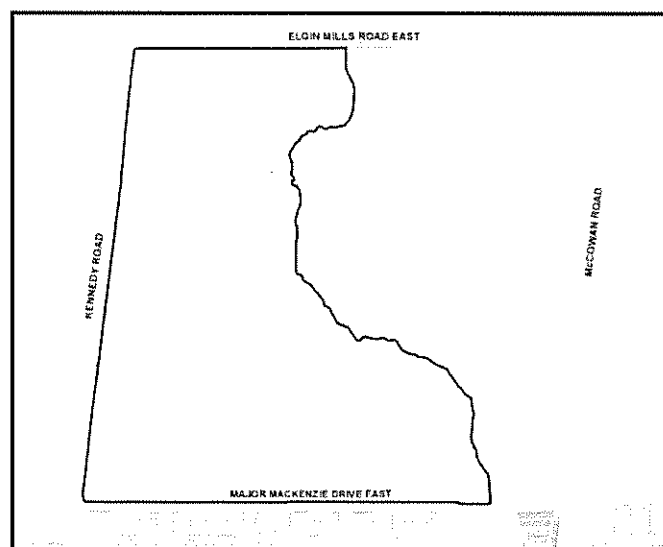 ELGIN MILLS ROAD EAST
KENNEDY ROAD
McCOWAN ROAD
MAJOR MACKENZIE DRIVE EAST